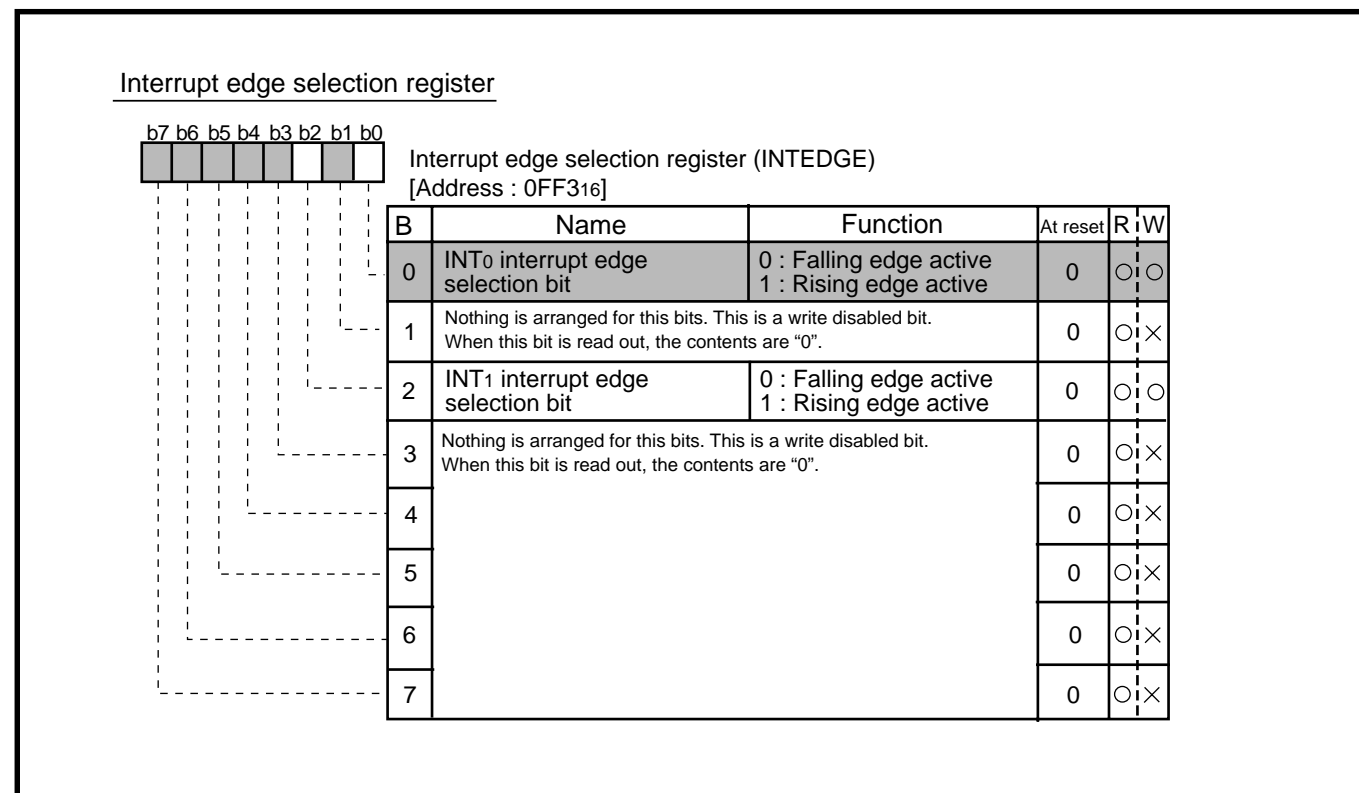 Interrupt edge selection register
b7 b6 b5 b4 b3 b2 b1 b0
Interrupt edge selection register (INTEDGE)
[Address : 0FF316]
B Name Function At reset R W
0 INT0 interrupt edge selection bit 0 : Falling edge active 1 : Rising edge active 0 ○ ○
1 Nothing is arranged for this bits. This is a write disabled bit. When this bit is read out, the contents are “0”. 0 ○ ×
2 INT1 interrupt edge selection bit 0 : Falling edge active 1 : Rising edge active 0 ○ ○
3 Nothing is arranged for this bits. This is a write disabled bit. When this bit is read out, the contents are “0”. 0 ○ ×
4 0 ○ ×
5 0 ○ ×
6 0 ○ ×
7 0 ○ ×